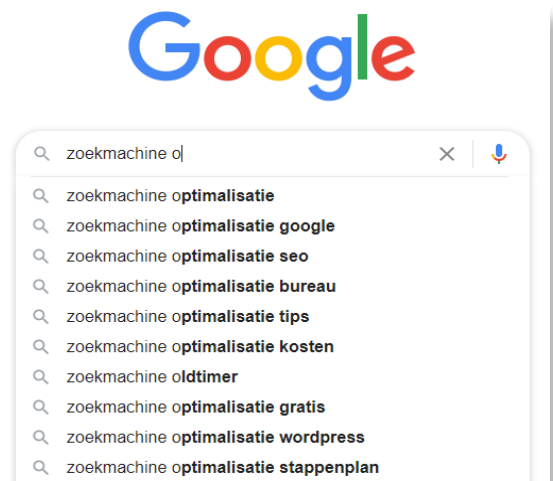 Google
zoekmachine o
zoekmachine optimalisatie
zoekmachine optimalisatie google
zoekmachine optimalisatie seo
zoekmachine optimalisatie bureau
zoekmachine optimalisatie tips
zoekmachine optimalisatie kosten
zoekmachine oldtimer
zoekmachine optimalisatie gratis
zoekmachine optimalisatie wordpress
zoekmachine optimalisatie stappenplan